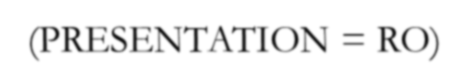 (PRESENTATION = RO)